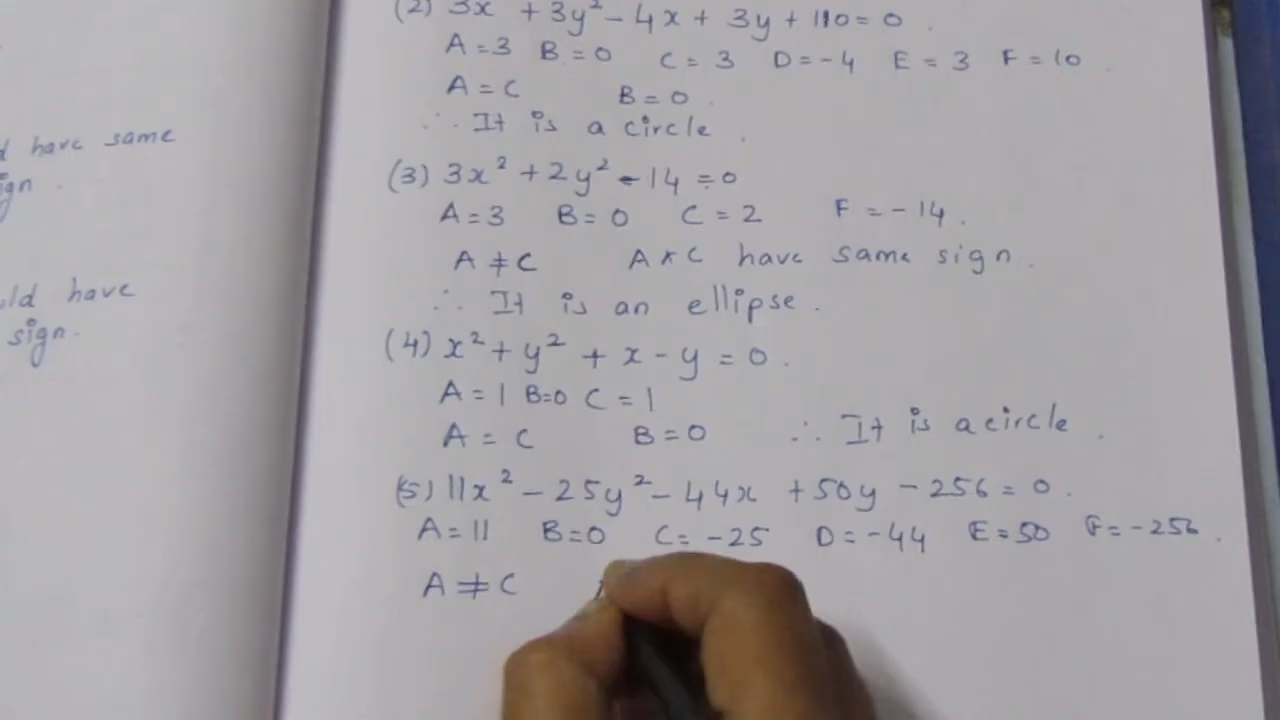 d have same
ign.
uld have
sign.
(2) 3x + 3y² - 4x + 3y + 110 = 0.
A = 3 B = 0 C = 3 D = -4 E = 3 F = 10
A = C B = 0.
∴ It is a circle.
(3) 3x² + 2y² - 14 = 0
A = 3 B = 0 C = 2 F = -14.
A ≠ C A & C have same sign.
∴ It is an ellipse.
(4) x² + y² + x - y = 0.
A = 1 B=0 C = 1
A = C B = 0 ∴ It is a circle.
(5) 11x² - 25y² - 44x + 50y - 256 = 0.
A = 11 B = 0 C = -25 D = -44 E = 50 F = -256.
A ≠ C